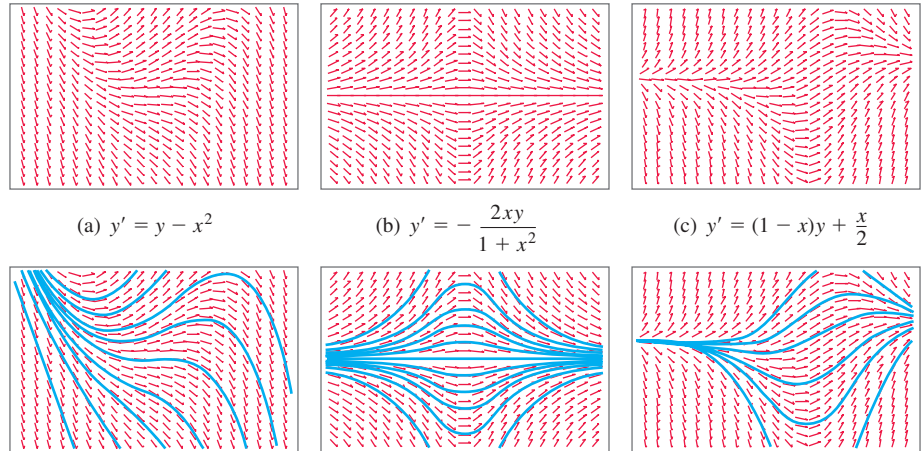 (a) y′ = y − x²
(b) y′ = − 2xy / 1 + x²
(c) y′ = (1 − x)y + x/2